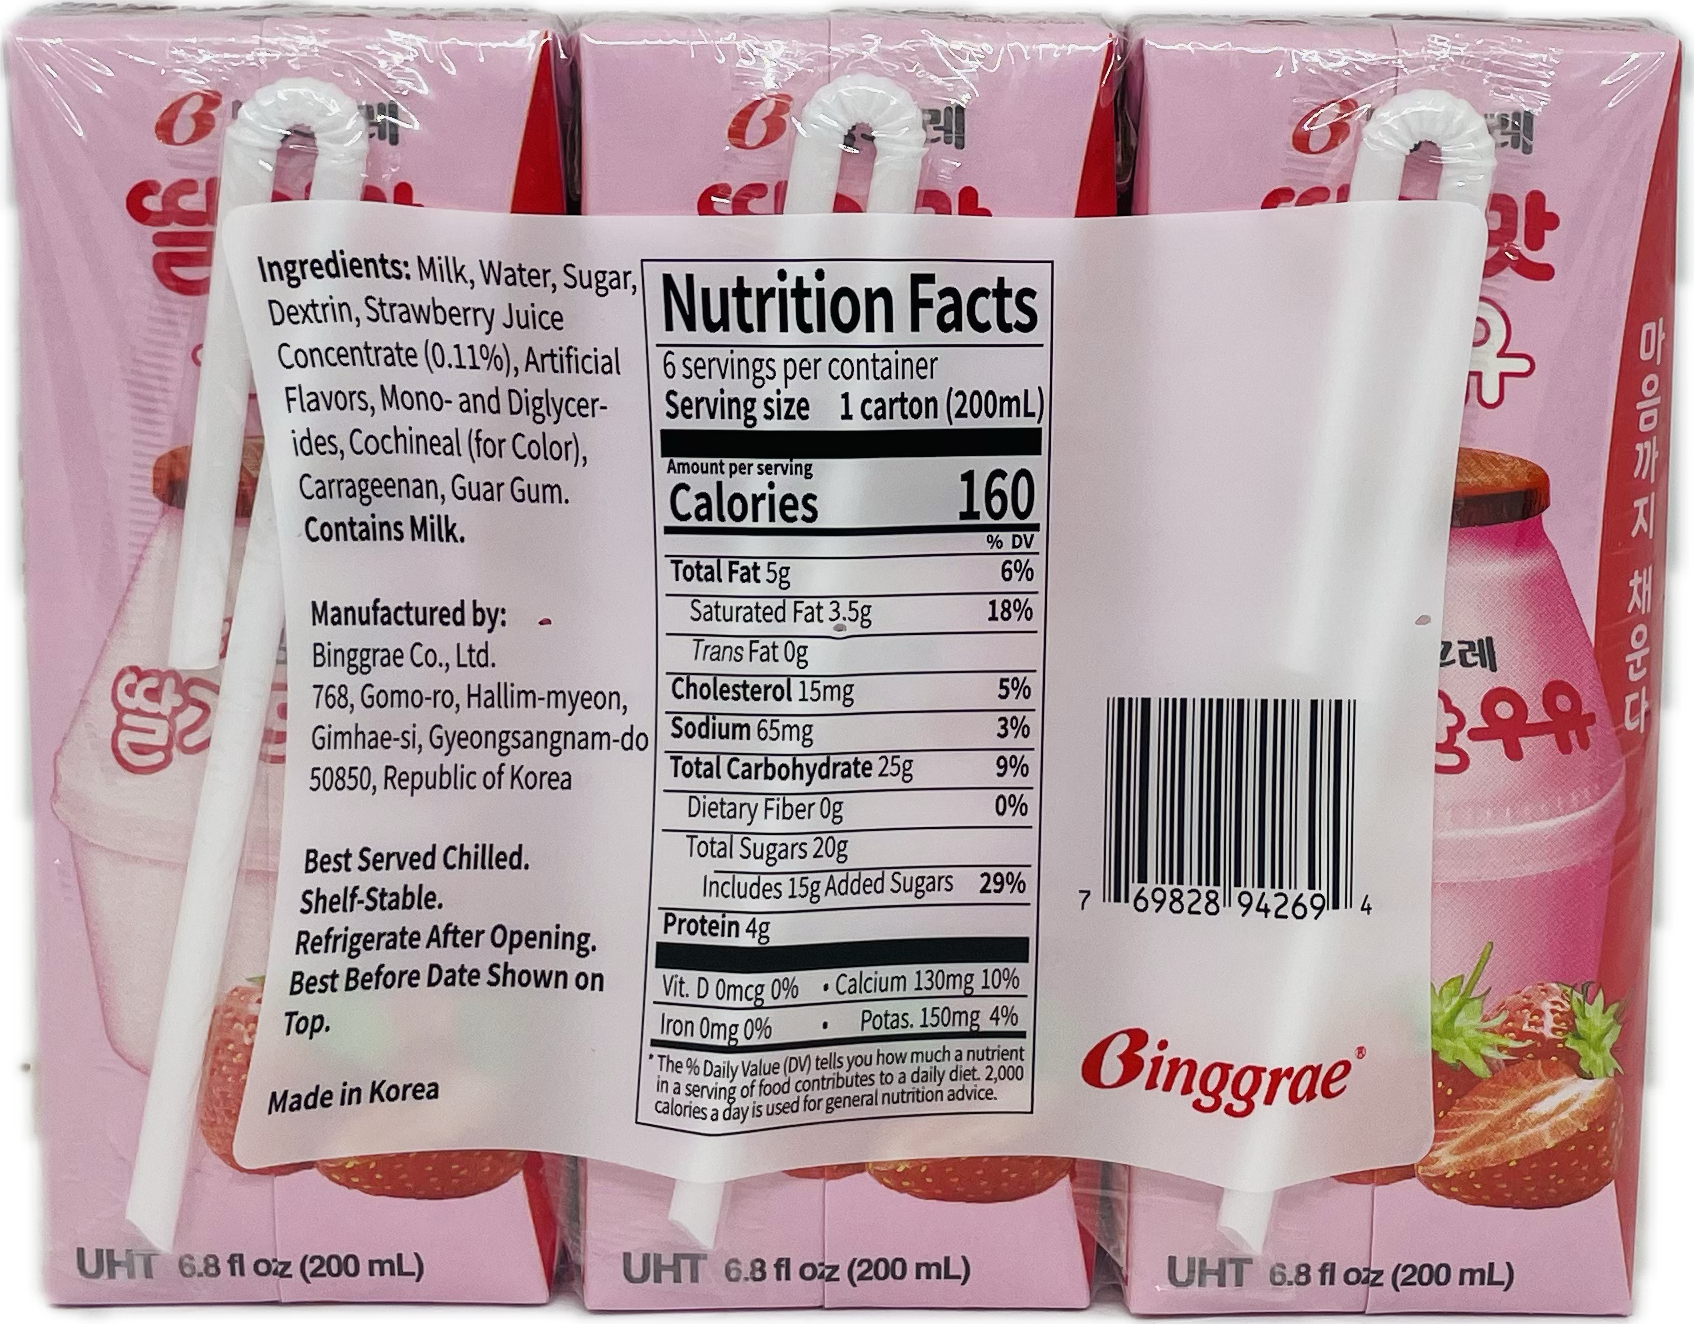 Ingredients: Milk, Water, Sugar,
Dextrin, Strawberry Juice
Concentrate (0.11%), Artificial
Flavors, Mono- and Diglycer-
ides, Cochineal (for Color),
Carrageenan, Guar Gum.
Contains Milk.
Manufactured by:
Binggrae Co., Ltd.
768, Gomo-ro, Hallim-myeon,
Gimhae-si, Gyeongsangnam-do
50850, Republic of Korea
Best Served Chilled.
Shelf-Stable.
Refrigerate After Opening.
Best Before Date Shown on
Top.
Made in Korea
Nutrition Facts
6 servings per container
Serving size 1 carton (200mL)
Amount per serving
Calories 160
% DV
Total Fat 5g 6%
Saturated Fat 3.5g 18%
Trans Fat 0g
Cholesterol 15mg 5%
Sodium 65mg 3%
Total Carbohydrate 25g 9%
Dietary Fiber 0g 0%
Total Sugars 20g
Includes 15g Added Sugars 29%
Protein 4g
Vit. D 0mcg 0% • Calcium 130mg 10%
Iron 0mg 0% • Potas. 150mg 4%
* The % Daily Value (DV) tells you how much a nutrient
in a serving of food contributes to a daily diet. 2,000
calories a day is used for general nutrition advice.
7 69828 94269 4
Binggrae®
마음까지 채운다
UHT 6.8 fl oz (200 mL)
UHT 6.8 fl oz (200 mL)
UHT 6.8 fl oz (200 mL)